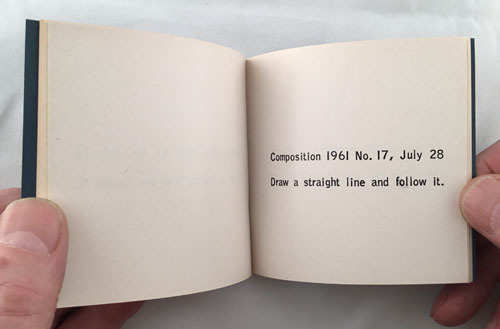 Composition 1961 No. 17, July 28
Draw a straight line and follow it.